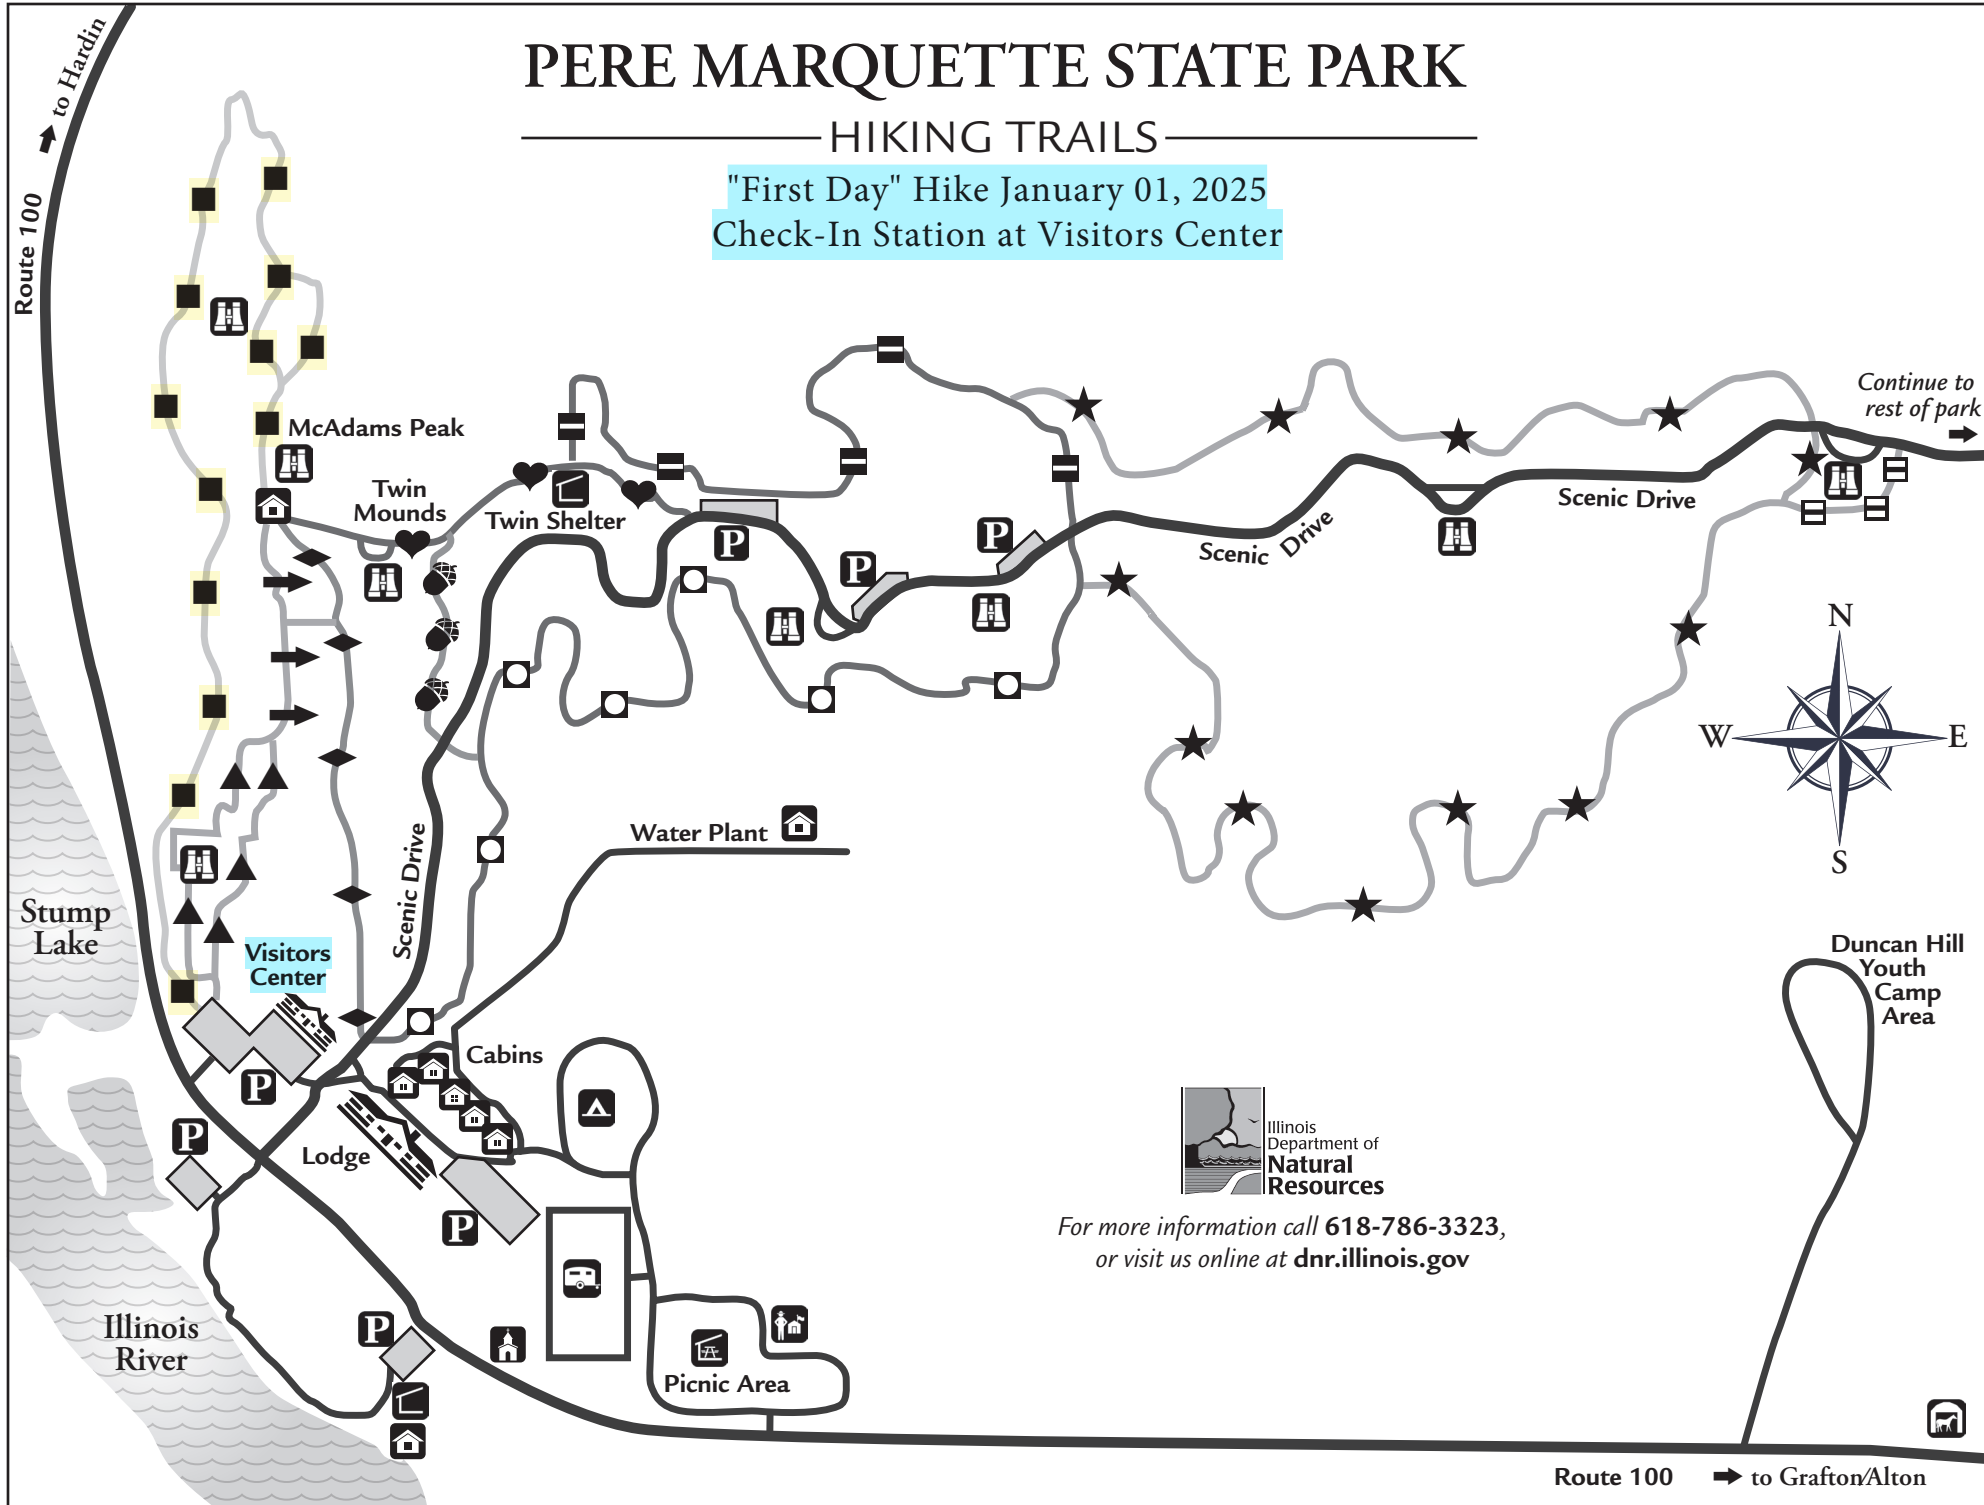 PERE MARQUETTE STATE PARK
HIKING TRAILS
"First Day" Hike January 01, 2025
Check-In Station at Visitors Center
to Hardin
Route 100
Continue to
rest of park
McAdams Peak
Twin
Mounds
Twin Shelter
P
P
P
Scenic Drive
Scenic Drive
N
W
E
S
Water Plant
Scenic Drive
Stump
Lake
Visitors
Center
Duncan Hill
Youth
Camp
Area
Cabins
P
P
Lodge
P
Illinois
Department of
Natural
Resources
For more information call 618-786-3323,
or visit us online at dnr.illinois.gov
Illinois
River
P
Picnic Area
Route 100
to Grafton/Alton